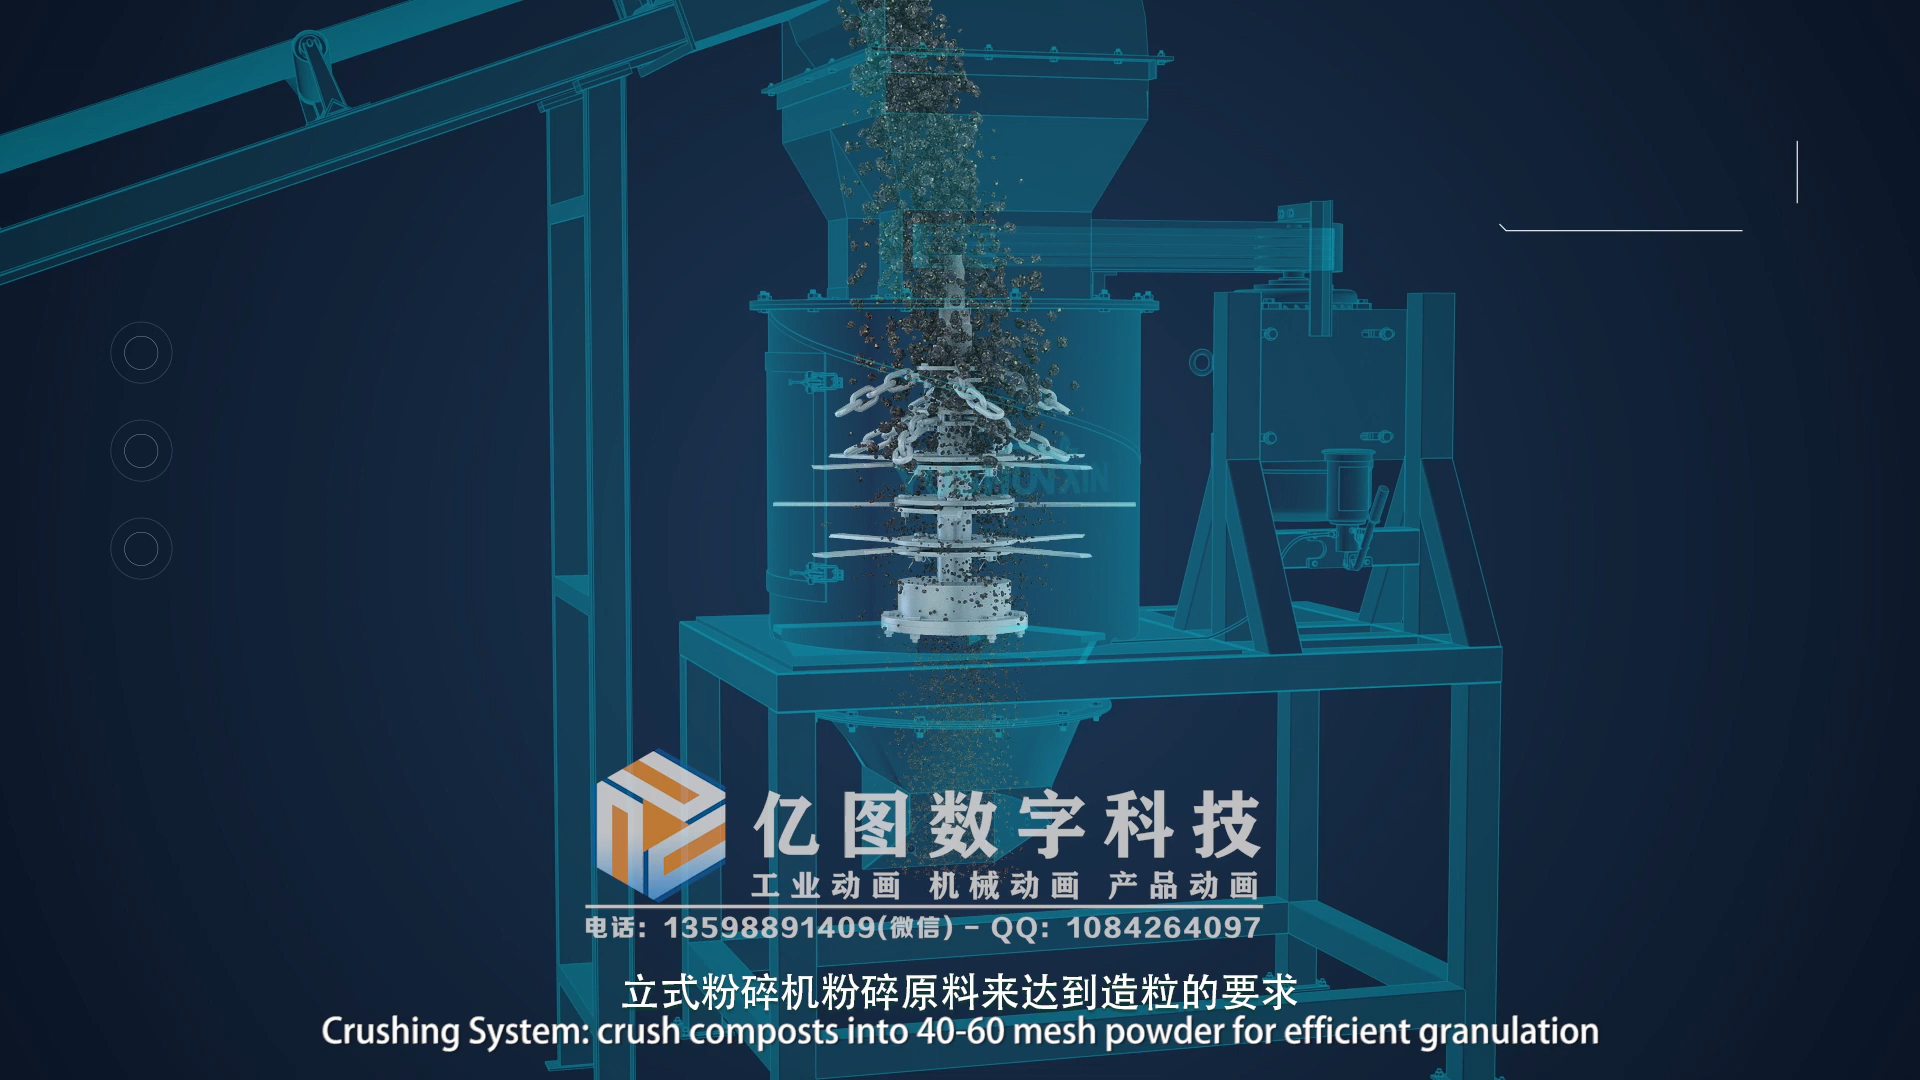 亿图数字科技
工业动画 机械动画 产品动画
电话：13598891409(微信) - QQ：1084264097
立式粉碎机粉碎原料来达到造粒的要求
Crushing System: crush composts into 40-60 mesh powder for efficient granulation